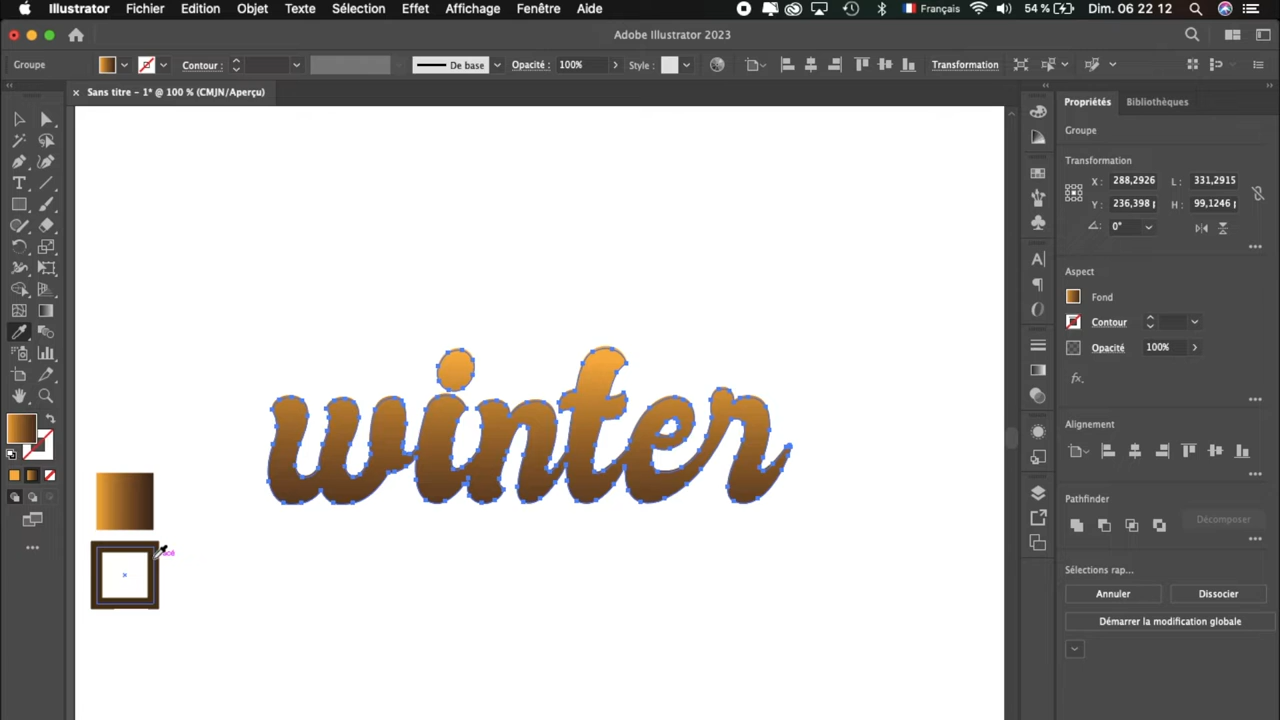 Illustrator Fichier Edition Objet Texte Sélection Effet Affichage Fenêtre Aide Français 54 % Dim. 06 22 12
Adobe Illustrator 2023
Groupe Contour : De base Opacité : 100% Style : Transformation
× Sans titre – 1* @ 100 % (CMJN/Aperçu)
Propriétés Bibliothèques
Groupe
Transformation
X : 288,2926 L : 331,2915
Y : 236,398 p H : 99,1246 p
0°
Aspect
Fond
Contour
Opacité 100%
fx.
Alignement
Pathfinder
Décomposer
Sélections rap...
Annuler Dissocier
Démarrer la modification globale
winter